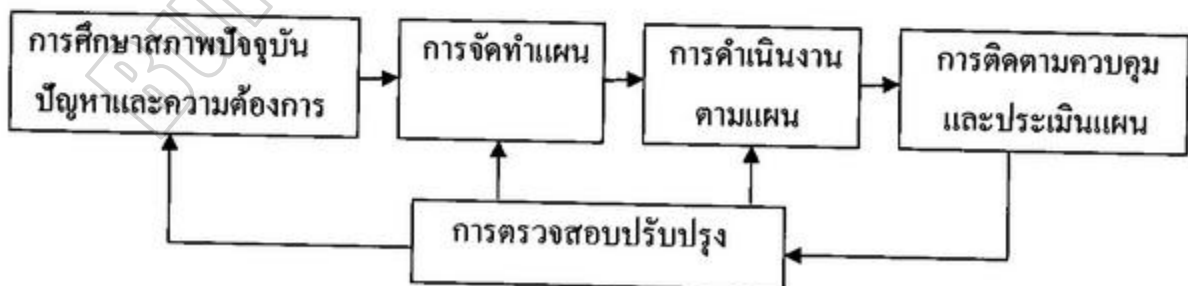 การศึกษาสภาพปัจจุบัน
ปัญหาและความต้องการ
การจัดทำแผน
การดำเนินงาน
ตามแผน
การติดตามควบคุม
และประเมินแผน
การตรวจสอบปรับปรุง